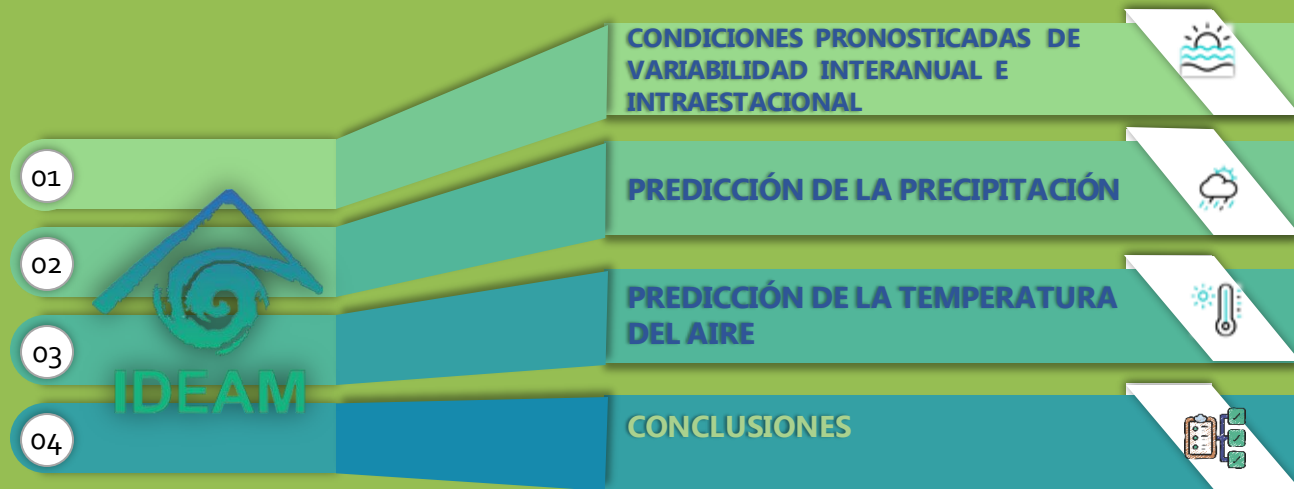 01
CONDICIONES PRONOSTICADAS DE
VARIABILIDAD INTERANUAL E
INTRAESTACIONAL
02
PREDICCIÓN DE LA PRECIPITACIÓN
03
PREDICCIÓN DE LA TEMPERATURA
DEL AIRE
04
CONCLUSIONES
IDEAM